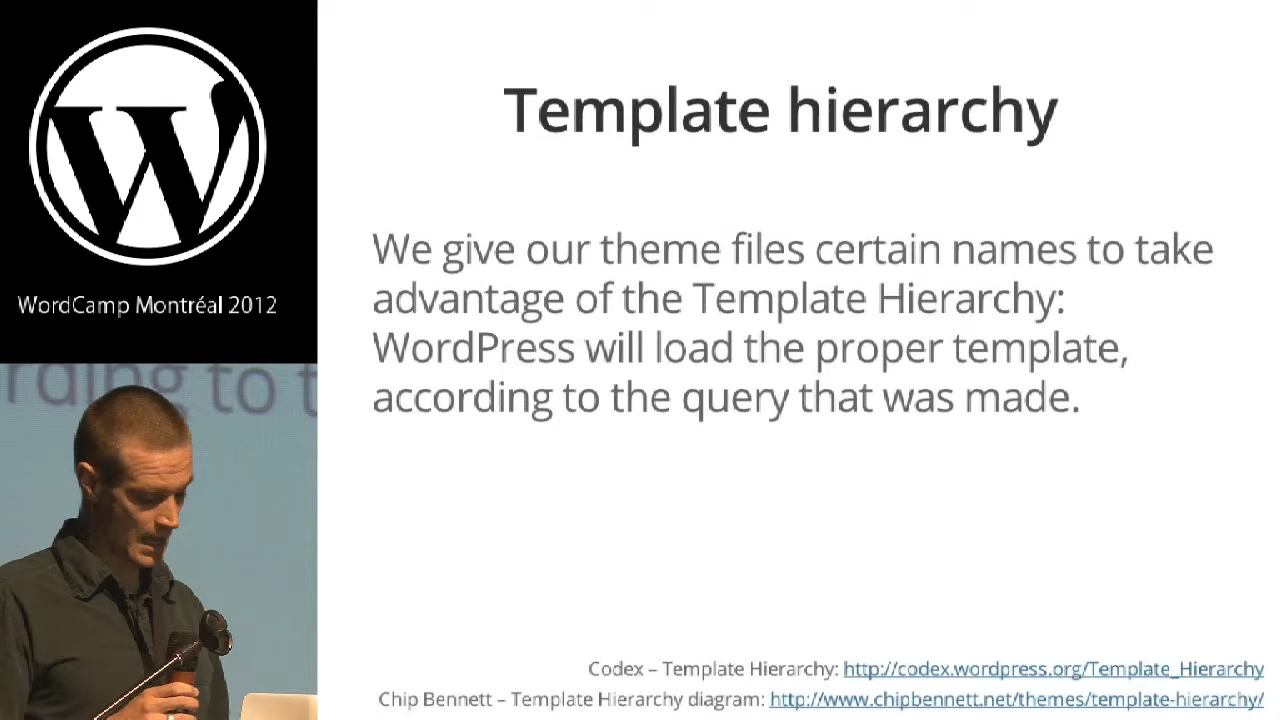 Template hierarchy
We give our theme files certain names to take
advantage of the Template Hierarchy:
WordPress will load the proper template,
according to the query that was made.
WordCamp Montréal 2012
rding to t
Codex – Template Hierarchy: http://codex.wordpress.org/Template_Hierarchy
Chip Bennett – Template Hierarchy diagram: http://www.chipbennett.net/themes/template-hierarchy/